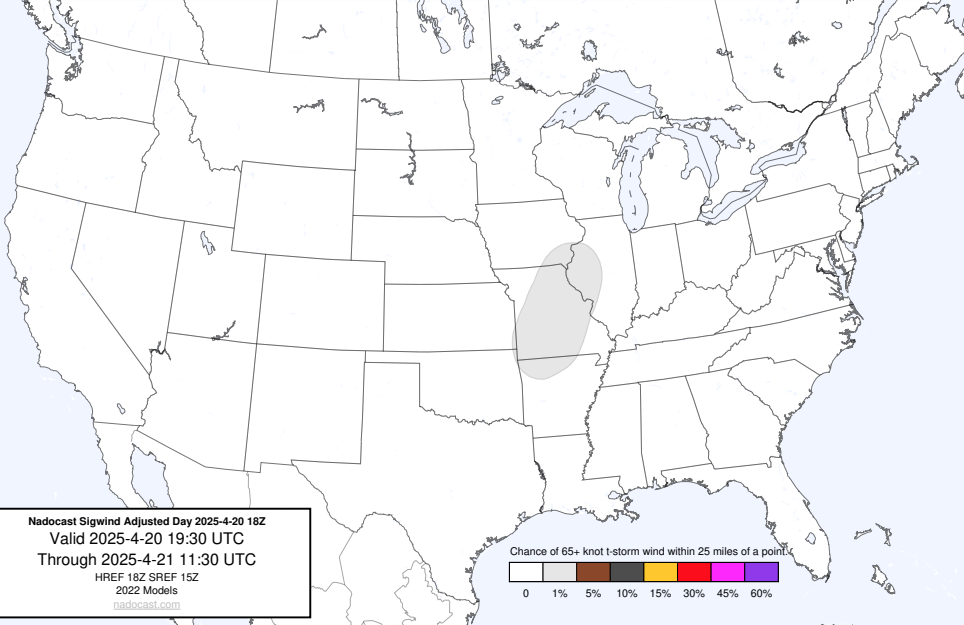 Nadocast Sigwind Adjusted Day 2025-4-20 18Z
Valid 2025-4-20 19:30 UTC
Through 2025-4-21 11:30 UTC
HREF 18Z SREF 15Z
2022 Models
nadocast.com
Chance of 65+ knot t-storm wind within 25 miles of a point.
0 1% 5% 10% 15% 30% 45% 60%